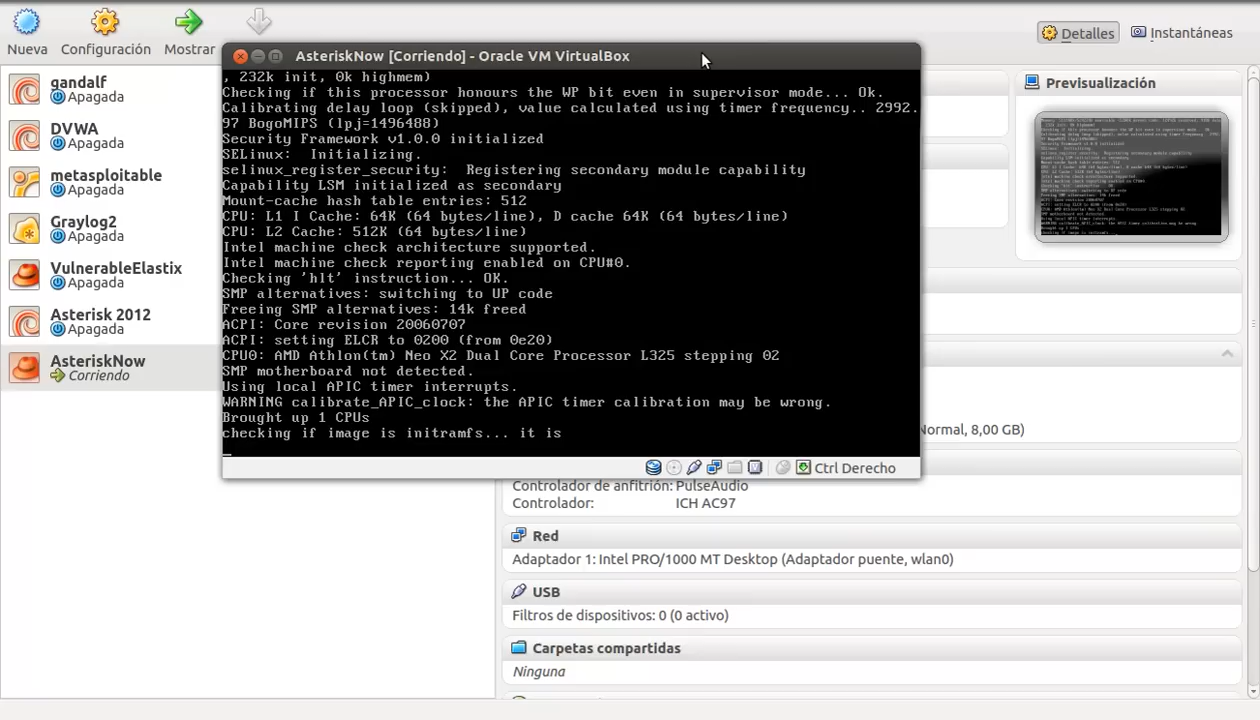 Nueva
Configuración
Mostrar
Detalles
Instantáneas
gandalf
Apagada
DVWA
Apagada
metasploitable
Apagada
Graylog2
Apagada
VulnerableElastix
Apagada
Asterisk 2012
Apagada
AsteriskNow
Corriendo
AsteriskNow [Corriendo] - Oracle VM VirtualBox
, 232k init, 0k highmem)
Checking if this processor honours the WP bit even in supervisor mode... Ok.
Calibrating delay loop (skipped), value calculated using timer frequency.. 2992.
97 BogoMIPS (lpj=1496488)
Security Framework v1.0.0 initialized
SELinux:  Initializing.
selinux_register_security:  Registering secondary module capability
Capability LSM initialized as secondary
Mount-cache hash table entries: 512
CPU: L1 I Cache: 64K (64 bytes/line), D cache 64K (64 bytes/line)
CPU: L2 Cache: 512K (64 bytes/line)
Intel machine check architecture supported.
Intel machine check reporting enabled on CPU#0.
Checking 'hlt' instruction... OK.
SMP alternatives: switching to UP code
Freeing SMP alternatives: 14k freed
ACPI: Core revision 20060707
ACPI: setting ELCR to 0200 (from 0e20)
CPU0: AMD Athlon(tm) Neo X2 Dual Core Processor L325 stepping 02
SMP motherboard not detected.
Using local APIC timer interrupts.
WARNING calibrate_APIC_clock: the APIC timer calibration may be wrong.
Brought up 1 CPUs
checking if image is initramfs... it is
Ctrl Derecho
Previsualización
Normal, 8,00 GB)
Controlador de anfitrión: PulseAudio
Controlador: ICH AC97
Red
Adaptador 1: Intel PRO/1000 MT Desktop (Adaptador puente, wlan0)
USB
Filtros de dispositivos: 0 (0 activo)
Carpetas compartidas
Ninguna